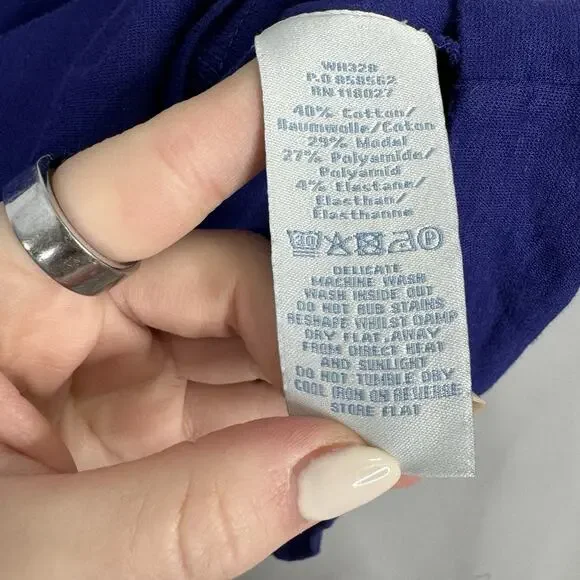 WH328
P.O 858562
RN 118027
40% Cotton/
Baumwolle/Coton
29% Modal
27% Polyamide/
Polyamid
4% Elastane/
Elasthan/
Elasthanne
30 P
DELICATE
MACHINE WASH
WASH INSIDE OUT
DO NOT RUB STAINS
RESHAPE WHILST DAMP
DRY FLAT, AWAY
FROM DIRECT HEAT
AND SUNLIGHT
DO NOT TUMBLE DRY
COOL IRON ON REVERSE
STORE FLAT